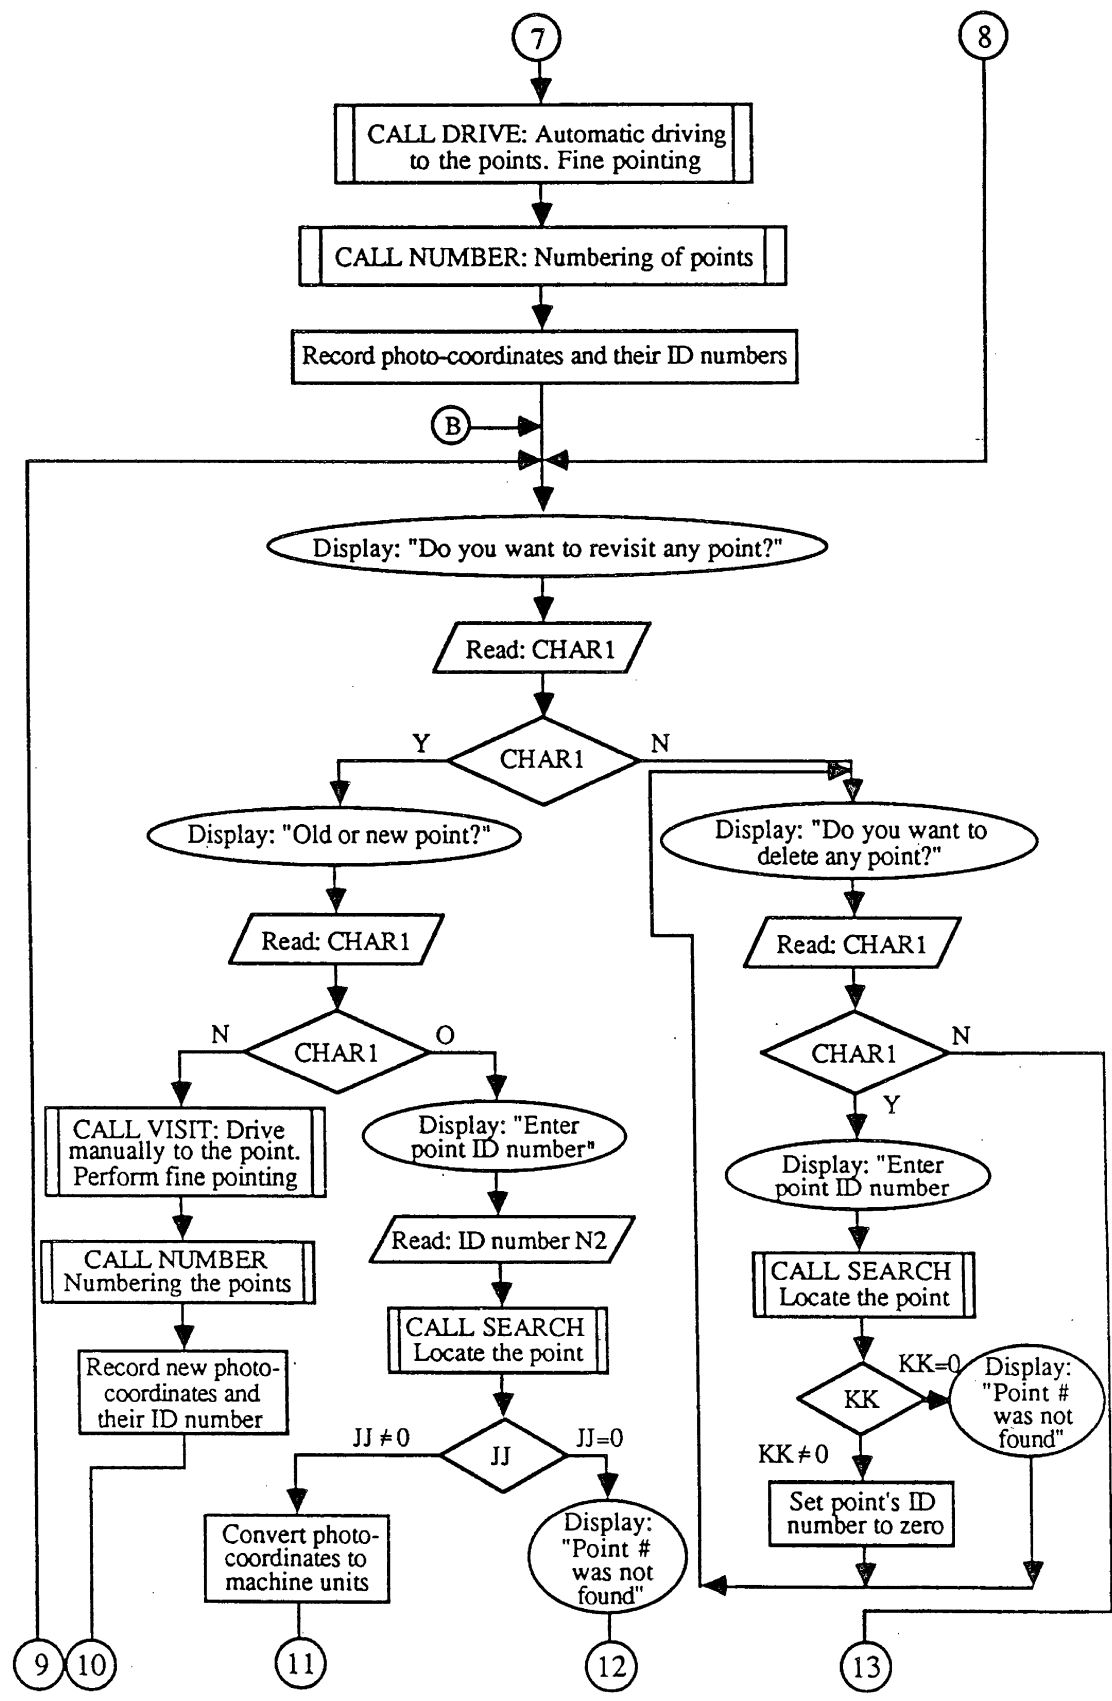 7
8
CALL DRIVE: Automatic driving
to the points. Fine pointing
CALL NUMBER: Numbering of points
Record photo-coordinates and their ID numbers
B
Display: "Do you want to revisit any point?"
Read: CHAR1
Y
CHAR1
N
Display: "Old or new point?"
Read: CHAR1
N
CHAR1
O
CALL VISIT: Drive
manually to the point.
Perform fine pointing
CALL NUMBER
Numbering the points
Record new photo-
coordinates and
their ID number
Display: "Enter
point ID number"
Read: ID number N2
CALL SEARCH
Locate the point
JJ ≠ 0
JJ
JJ=0
Convert photo-
coordinates to
machine units
Display:
"Point #
was not
found"
Display: "Do you want to
delete any point?"
Read: CHAR1
CHAR1
N
Y
Display: "Enter
point ID number
CALL SEARCH
Locate the point
KK=0
KK
KK ≠ 0
Display:
"Point #
was not
found"
Set point's ID
number to zero
9
10
11
12
13